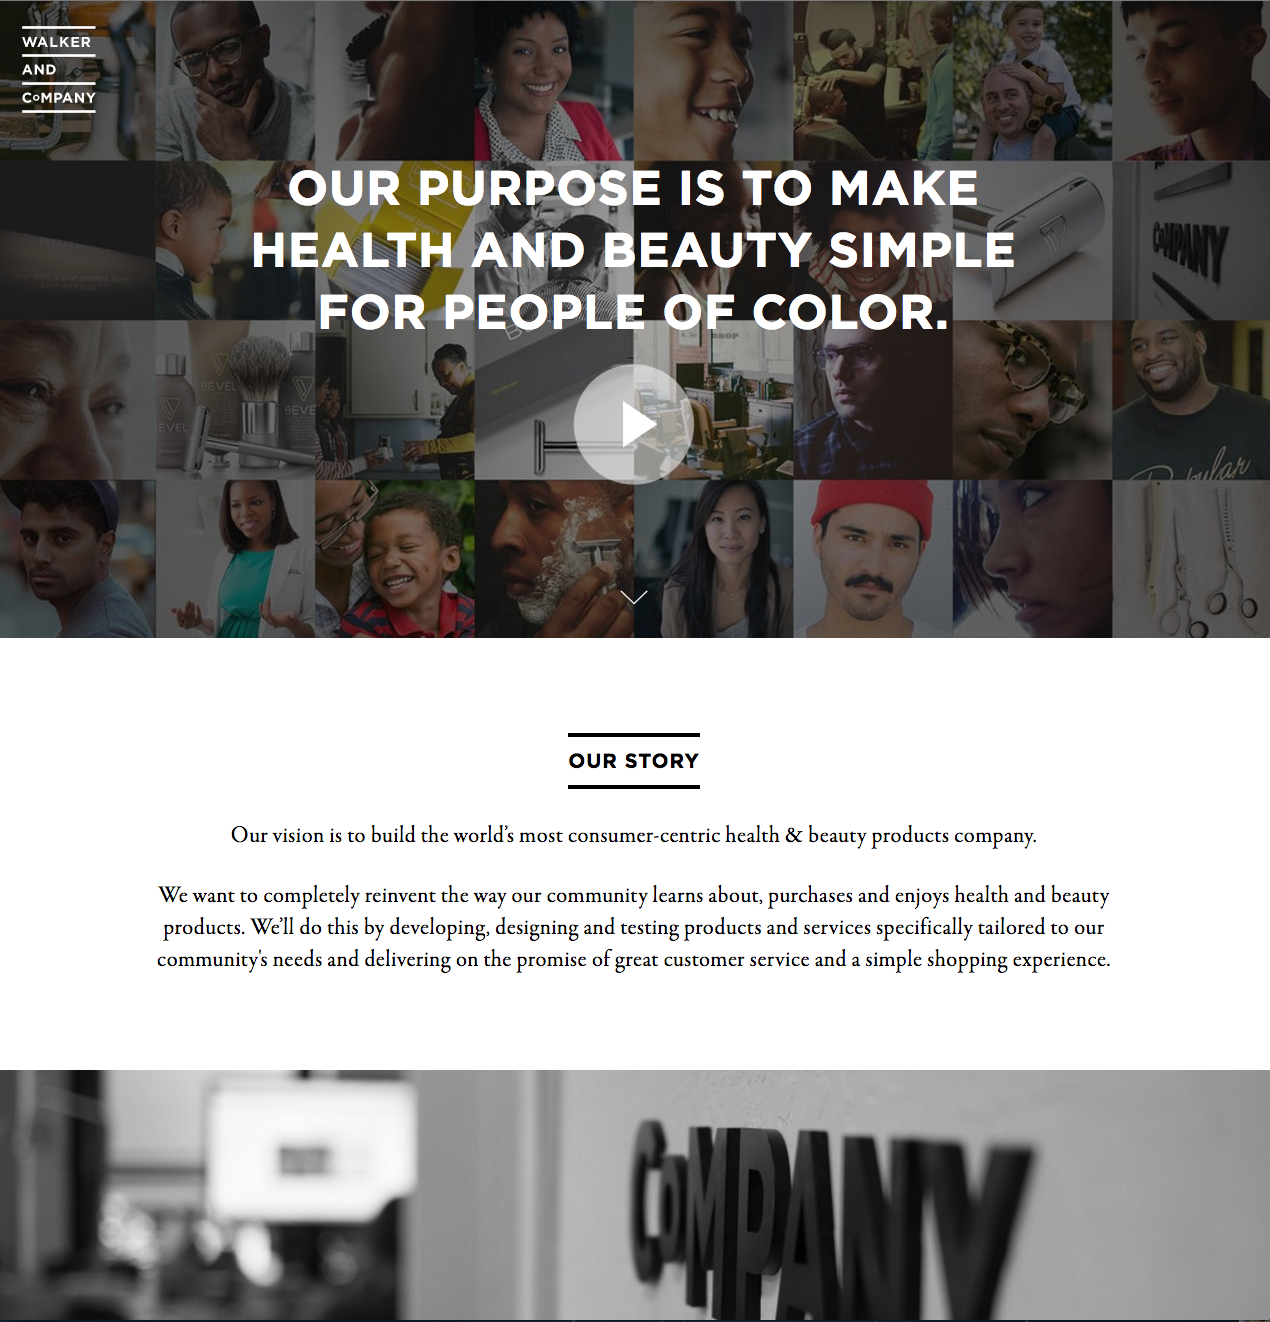 WALKER
AND
CoMPANY
OUR PURPOSE IS TO MAKE
HEALTH AND BEAUTY SIMPLE
FOR PEOPLE OF COLOR.
CoMPANY
BEVEL
BEVE
EVEL
OUR STORY
Our vision is to build the world’s most consumer-centric health & beauty products company.
We want to completely reinvent the way our community learns about, purchases and enjoys health and beauty
products. We’ll do this by developing, designing and testing products and services specifically tailored to our
community's needs and delivering on the promise of great customer service and a simple shopping experience.
CoMPANY